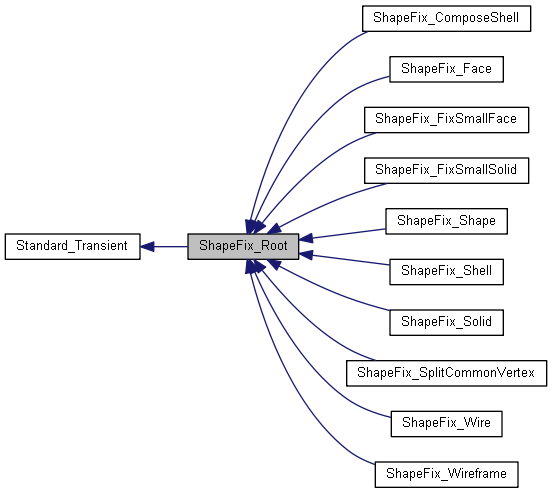 ShapeFix_ComposeShell
ShapeFix_Face
ShapeFix_FixSmallFace
ShapeFix_FixSmallSolid
ShapeFix_Shape
Standard_Transient
ShapeFix_Root
ShapeFix_Shell
ShapeFix_Solid
ShapeFix_SplitCommonVertex
ShapeFix_Wire
ShapeFix_Wireframe